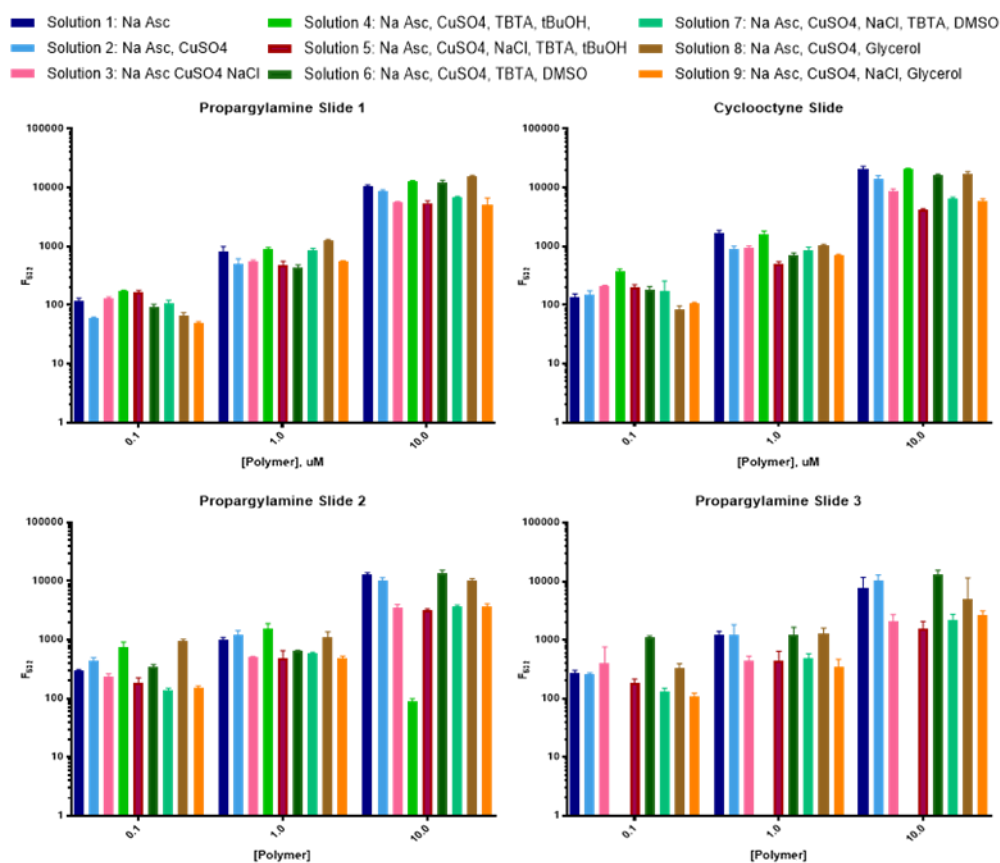 Solution 1: Na Asc
Solution 2: Na Asc, CuSO4
Solution 3: Na Asc CuSO4 NaCl
Solution 4: Na Asc, CuSO4, TBTA, tBuOH,
Solution 5: Na Asc, CuSO4, NaCl, TBTA, tBuOH
Solution 6: Na Asc, CuSO4, TBTA, DMSO
Solution 7: Na Asc, CuSO4, NaCl, TBTA, DMSO
Solution 8: Na Asc, CuSO4, Glycerol
Solution 9: Na Asc, CuSO4, NaCl, Glycerol
Propargylamine Slide 1
F532
100000
10000
1000
100
10
1
0.1
1.0
10.0
[Polymer], uM
Cyclooctyne Slide
F532
100000
10000
1000
100
10
1
0.1
1.0
10.0
[Polymer], uM
Propargylamine Slide 2
F532
100000
10000
1000
100
10
1
0.1
1.0
10.0
[Polymer]
Propargylamine Slide 3
F532
100000
10000
1000
100
10
1
0.1
1.0
10.0
[Polymer]